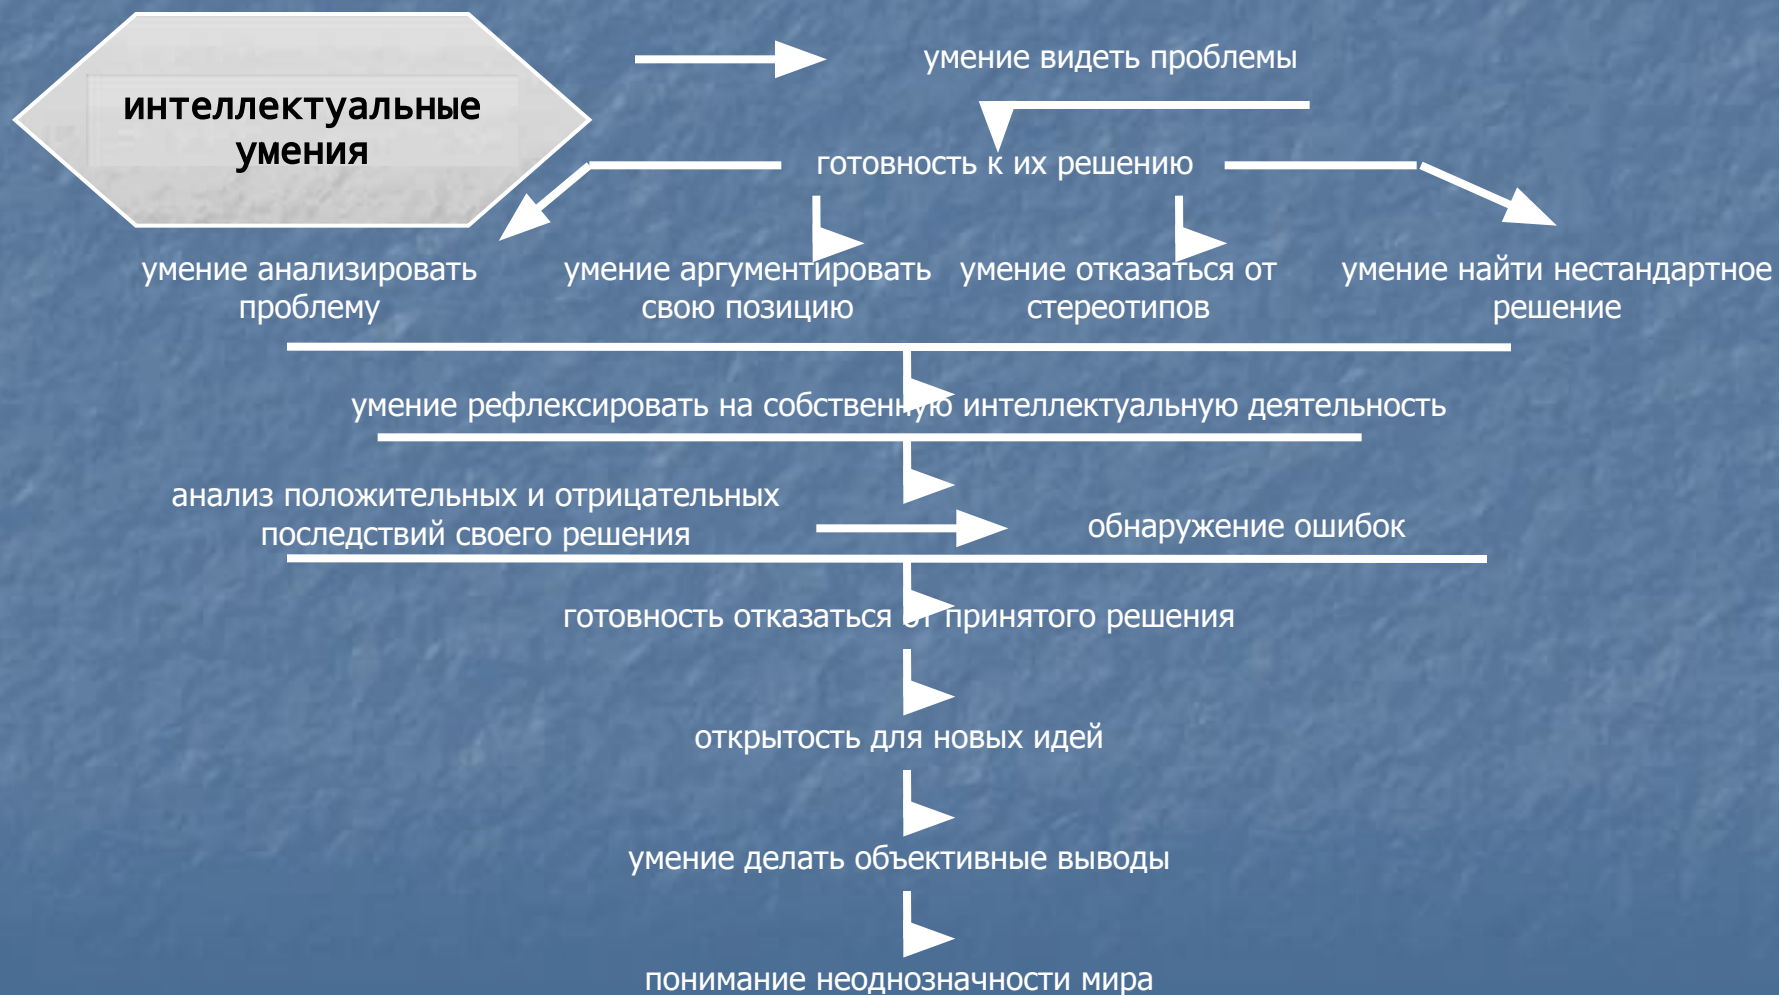 интеллектуальные
умения
умение видеть проблемы
готовность к их решению
умение анализировать
проблему
умение аргументировать
свою позицию
умение отказаться от
стереотипов
умение найти нестандартное
решение
умение рефлексировать на собственную интеллектуальную деятельность
анализ положительных и отрицательных
последствий своего решения
обнаружение ошибок
готовность отказаться от принятого решения
открытость для новых идей
умение делать объективные выводы
понимание неоднозначности мира